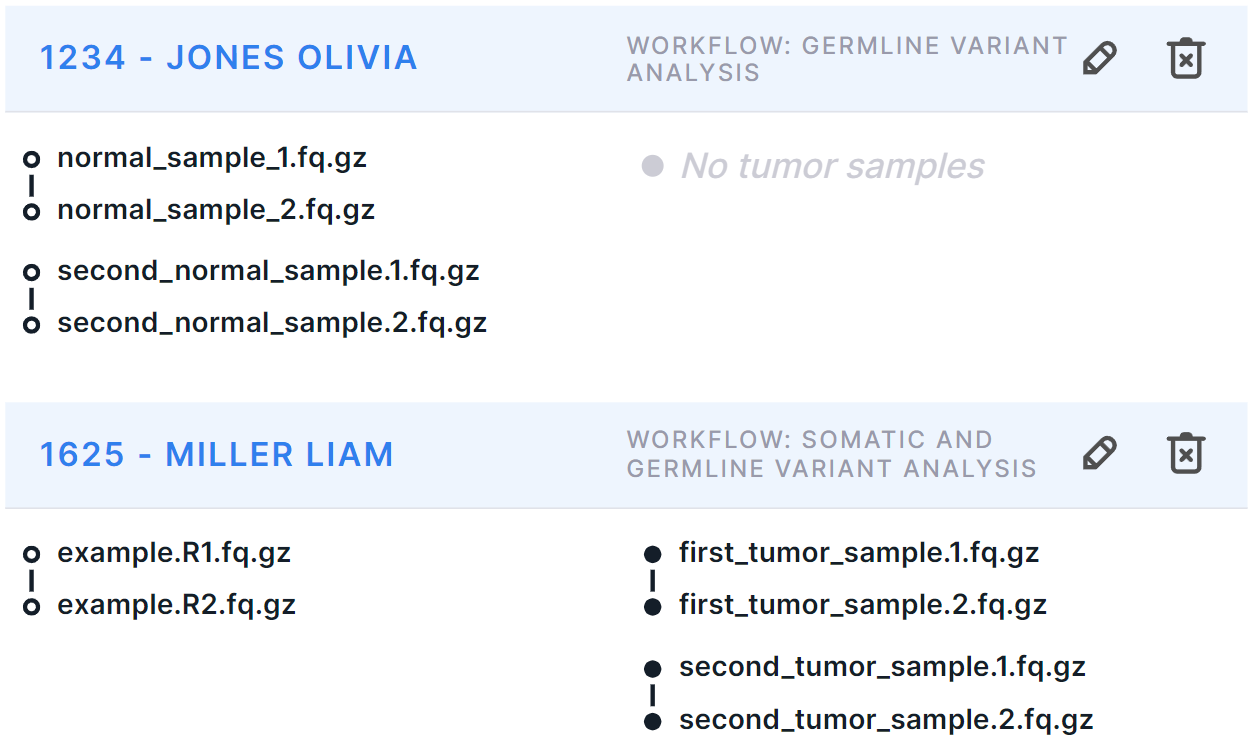 1234 - JONES OLIVIA
WORKFLOW: GERMLINE VARIANT
ANALYSIS
normal_sample_1.fq.gz
normal_sample_2.fq.gz
second_normal_sample.1.fq.gz
second_normal_sample.2.fq.gz
No tumor samples
1625 - MILLER LIAM
WORKFLOW: SOMATIC AND
GERMLINE VARIANT ANALYSIS
example.R1.fq.gz
example.R2.fq.gz
first_tumor_sample.1.fq.gz
first_tumor_sample.2.fq.gz
second_tumor_sample.1.fq.gz
second_tumor_sample.2.fq.gz